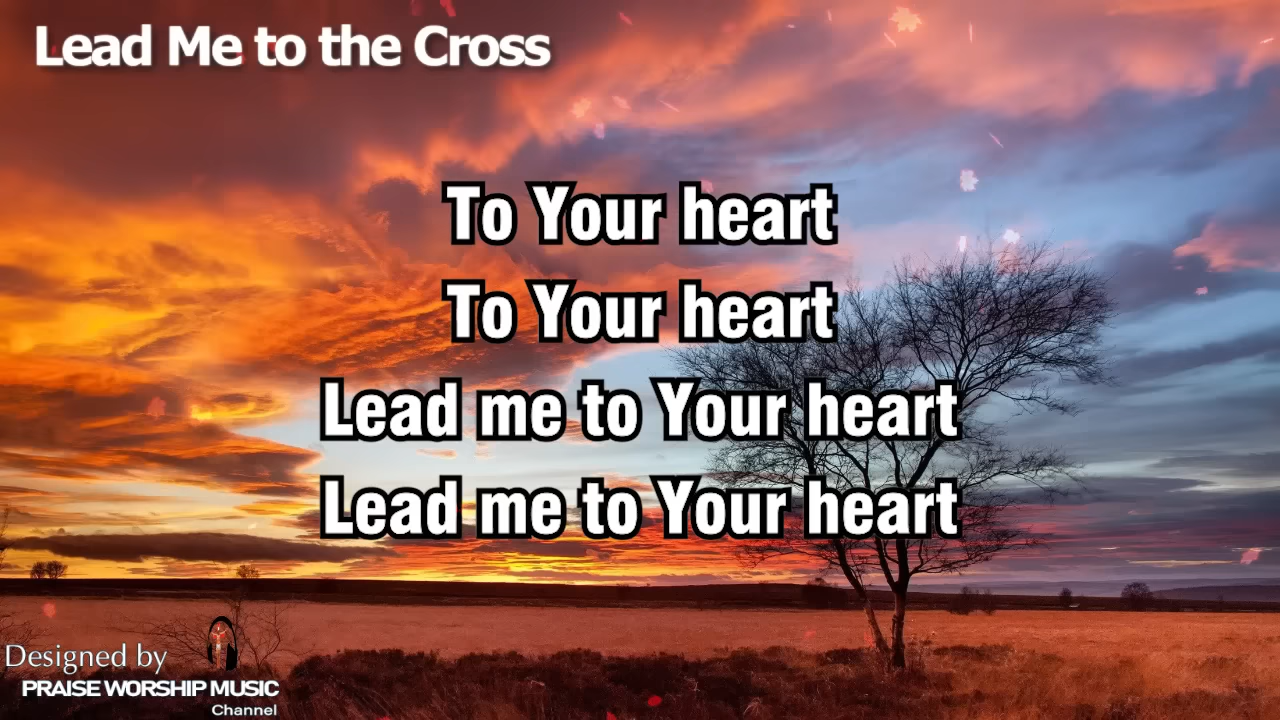 Lead Me to the Cross
To Your heart
To Your heart
Lead me to Your heart
Lead me to Your heart
Designed by
PRAISE WORSHIP MUSIC
Channel